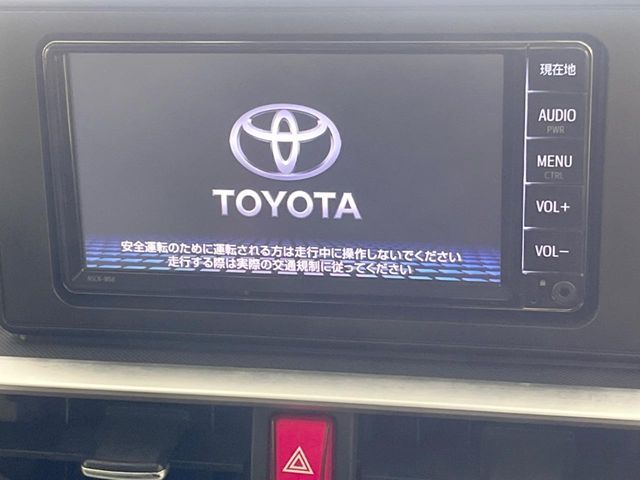 現在地
AUDIO
PWR
MENU
CTRL
VOL+
VOL-
TOYOTA
安全運転のために運転される方は走行中に操作しないでください
走行する際は実際の交通規制に従ってください
NSCN-W68